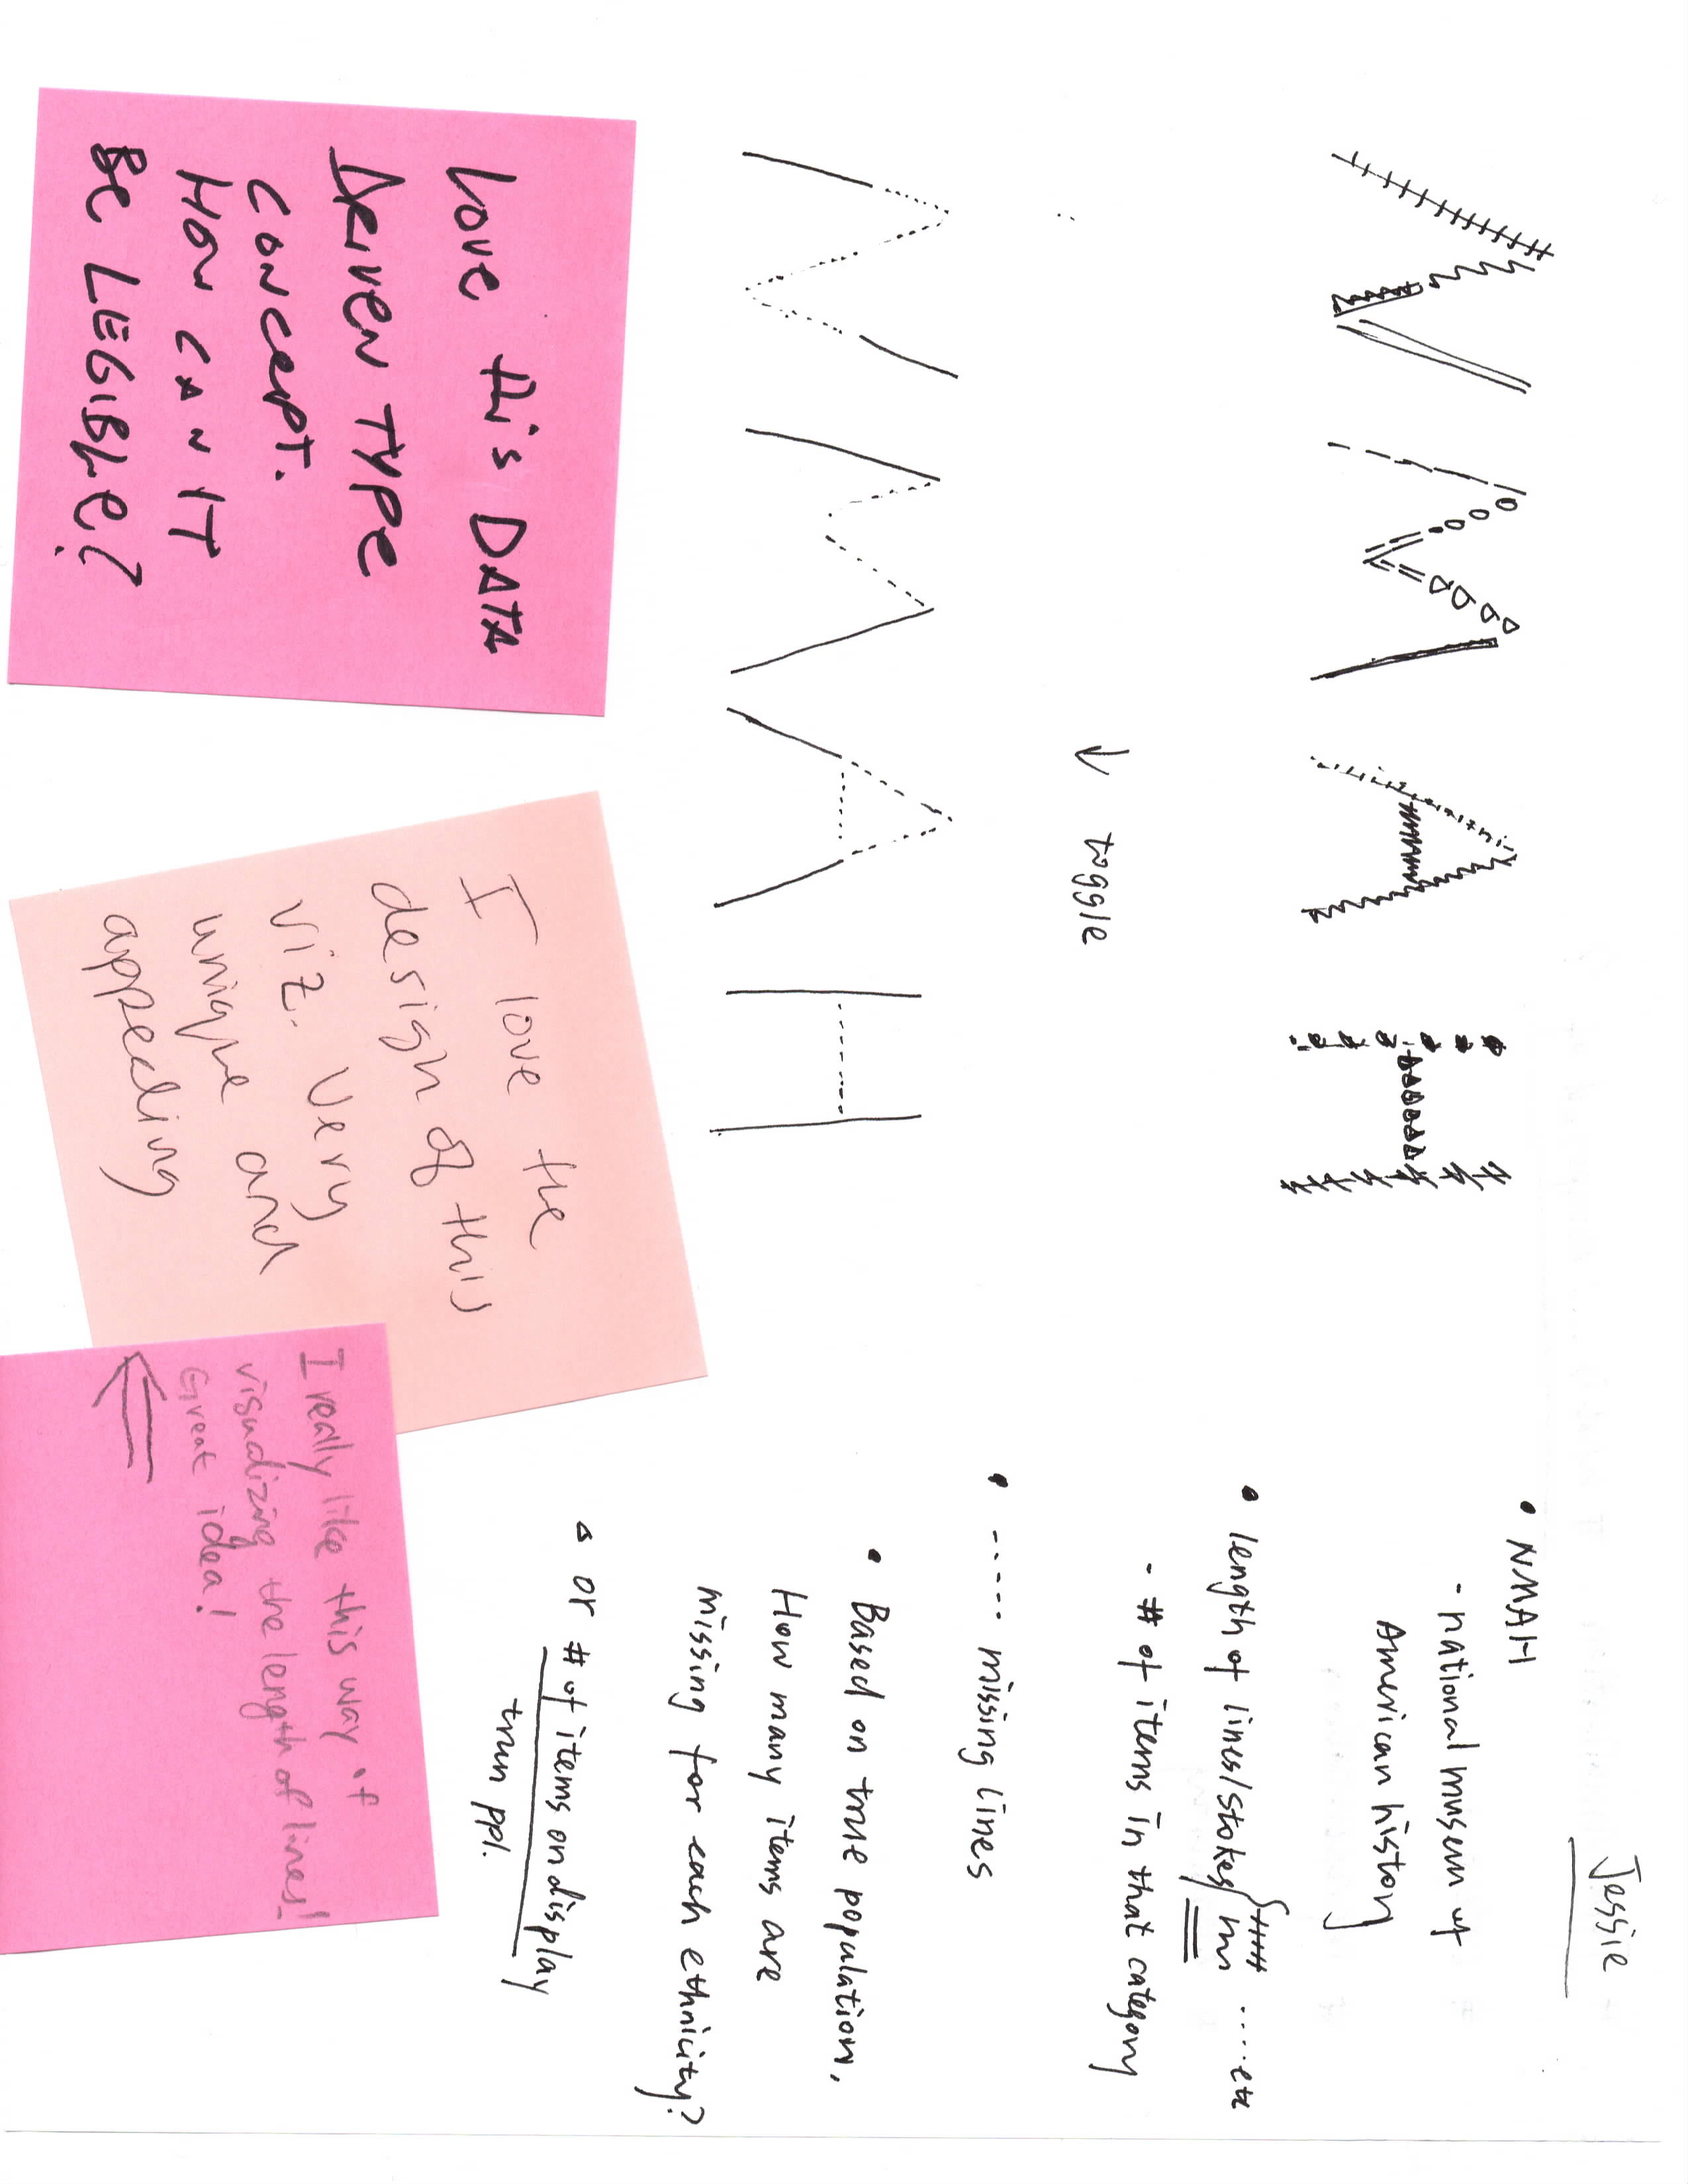 Jessie
NMAH
• NMAH
- national museum of
American history
• length of lines/stokes ....etc
- # of items in that category
↓ toggle
• ----- missing lines
NMAH
• Based on true population,
How many items are
missing for each ethnicity?
or # of items on display
ppl.
Love this DATA
DRIVEN TYPE
CONCEPT.
HOW CAN IT
BE LEGIBLE?
I love the
design of this
viz. Very
unique and
appealing
I really like this way of
visualizing the length of lines!
Great idea!